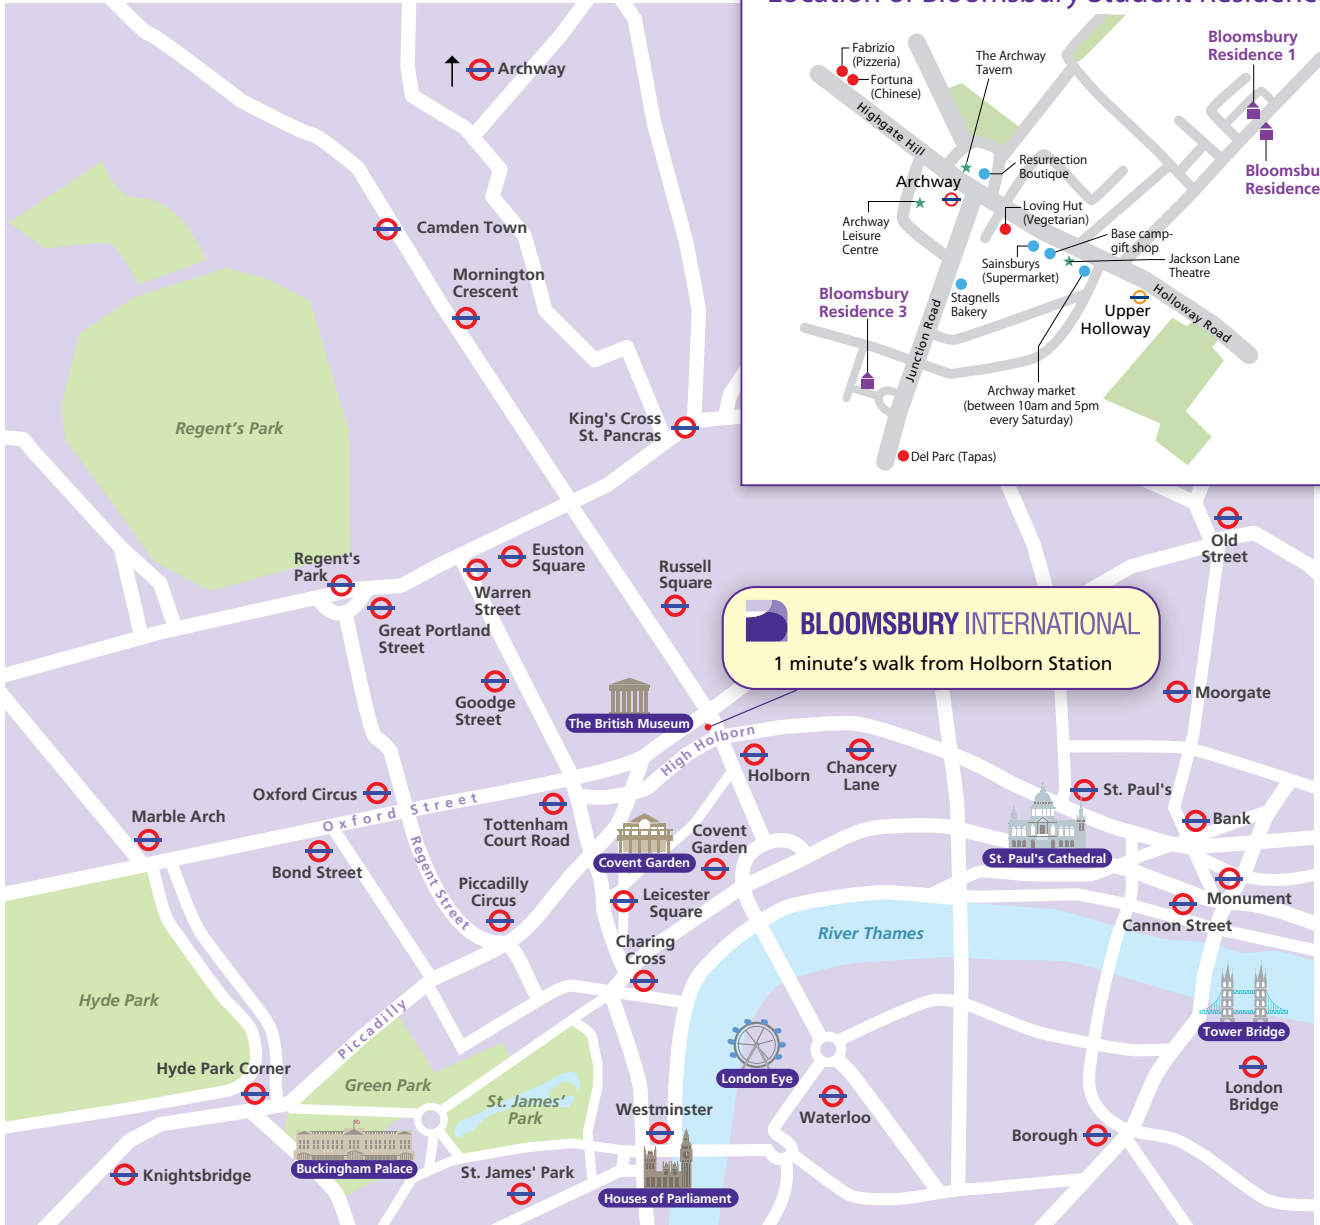 Location of Bloomsbury Student Residence
Fabrizio
(Pizzeria)
Fortuna
(Chinese)
The Archway
Tavern
Bloomsbury
Residence 1
Highgate Hill
Resurrection
Boutique
Archway
Bloomsbu
Residence
Loving Hut
(Vegetarian)
Archway
Leisure
Centre
Base camp-
gift shop
Sainsburys
(Supermarket)
Jackson Lane
Theatre
Bloomsbury
Residence 3
Stagnells
Bakery
Holloway Road
Upper
Holloway
Junction Road
Archway market
(between 10am and 5pm
every Saturday)
Del Parc (Tapas)
Archway
Camden Town
Mornington
Crescent
Regent's Park
King's Cross
St. Pancras
Old
Street
Regent's
Park
Euston
Square
Warren
Street
Russell
Square
Great Portland
Street
BLOOMSBURY INTERNATIONAL
1 minute's walk from Holborn Station
Goodge
Street
The British Museum
Moorgate
High Holborn
Holborn
Chancery
Lane
Oxford Circus
Oxford Street
St. Paul's
Marble Arch
Bond Street
Regent Street
Tottenham
Court Road
Covent Garden
Covent
Garden
St. Paul's Cathedral
Bank
Piccadilly
Circus
Leicester
Square
Monument
Cannon Street
Charing
Cross
River Thames
Hyde Park
Piccadilly
Tower Bridge
Hyde Park Corner
Green Park
St. James'
Park
London Eye
London
Bridge
Westminster
Waterloo
Borough
Knightsbridge
Buckingham Palace
St. James' Park
Houses of Parliament